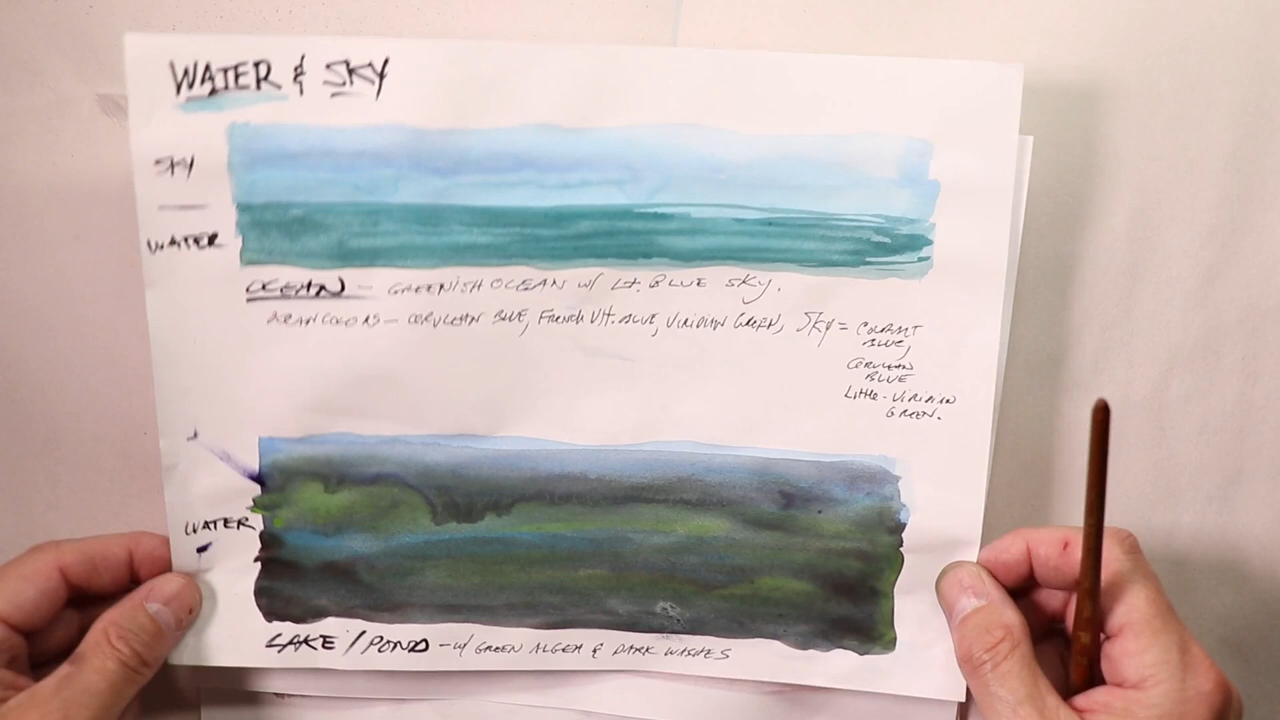 WATER & SKY
SKY
WATER
OCEAN - GREENISH OCEAN W/ LT. BLUE SKY.
OCEAN COLORS - CERULEAN BLUE, FRENCH Ult. BLUE, VIRIDIAN GREEN, SKY = COBALT
BLUE,
CERULEAN
BLUE
Little - VIRIDIAN
GREEN.
WATER
LAKE / POND - W/ GREEN ALGEA & DARK WASHES